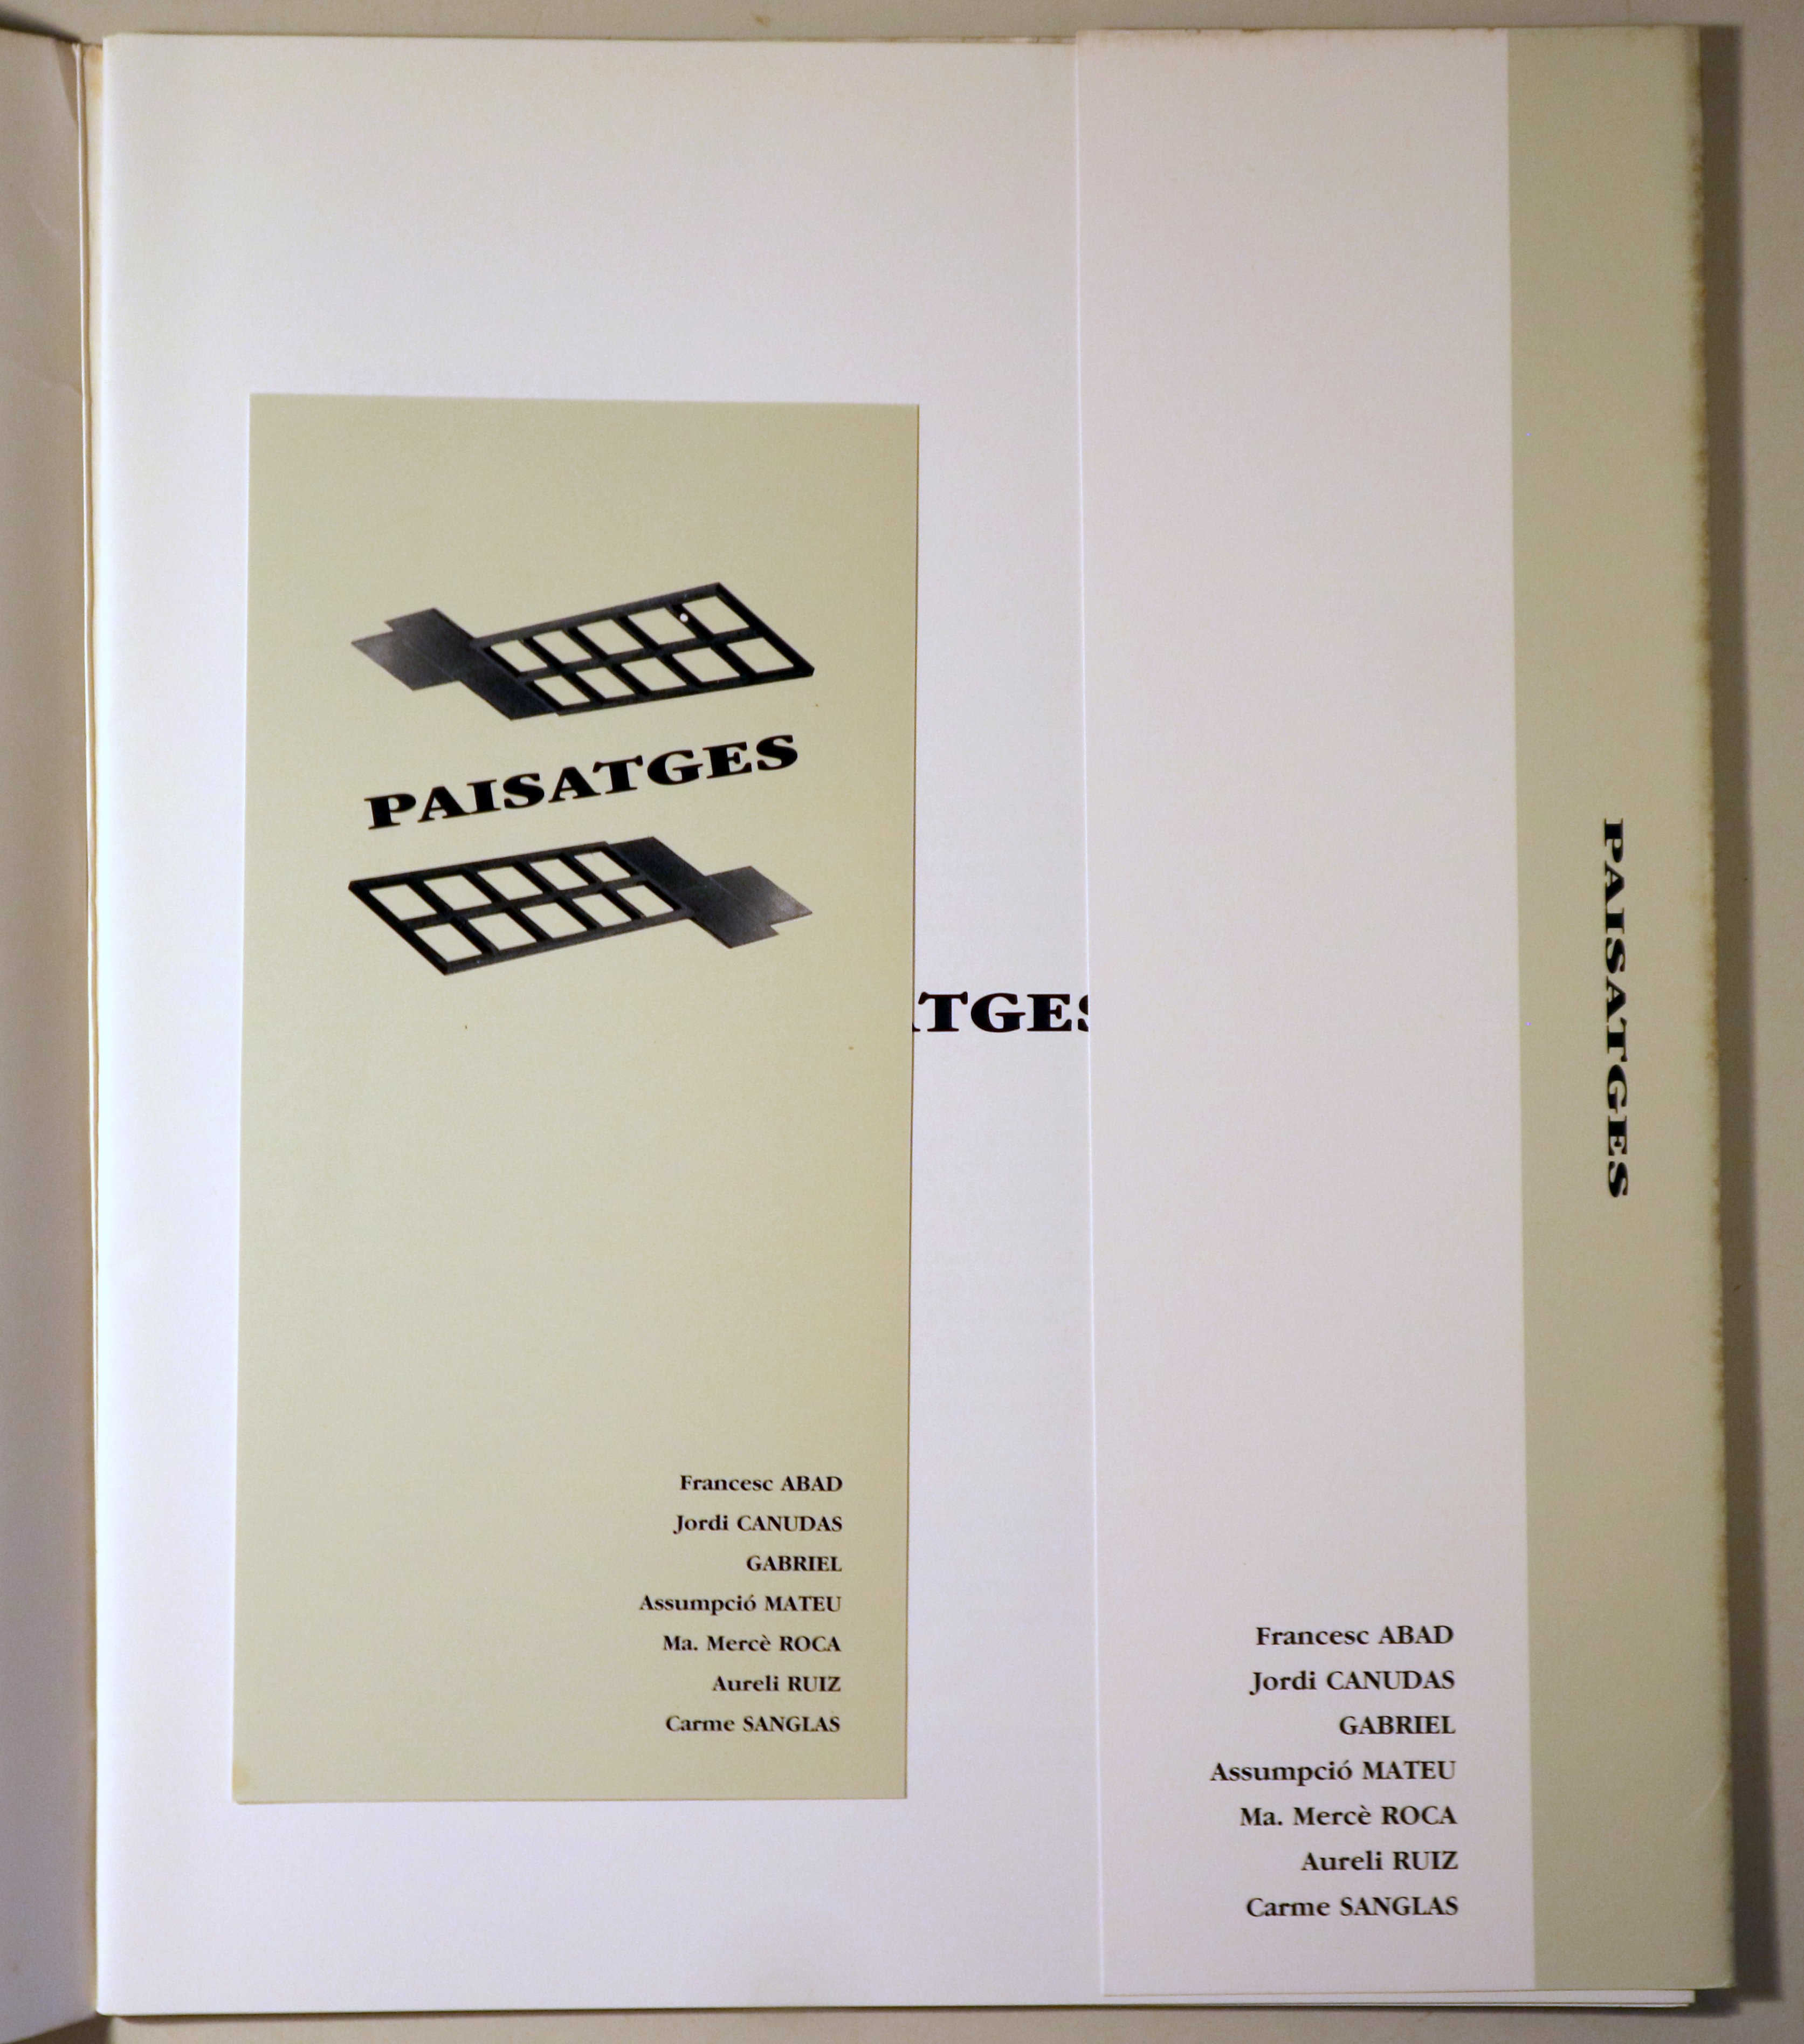 PAISATGES
Francesc ABAD
Jordi CANUDAS
GABRIEL
Assumpció MATEU
Ma. Mercè ROCA
Aureli RUIZ
Carme SANGLAS
ATGES
Francesc ABAD
Jordi CANUDAS
GABRIEL
Assumpció MATEU
Ma. Mercè ROCA
Aureli RUIZ
Carme SANGLAS
PAISATGES